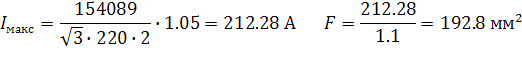 I_макс = 154089 / (√3 · 220 · 2) · 1.05 = 212.28 А F = 212.28 / 1.1 = 192.8 мм²